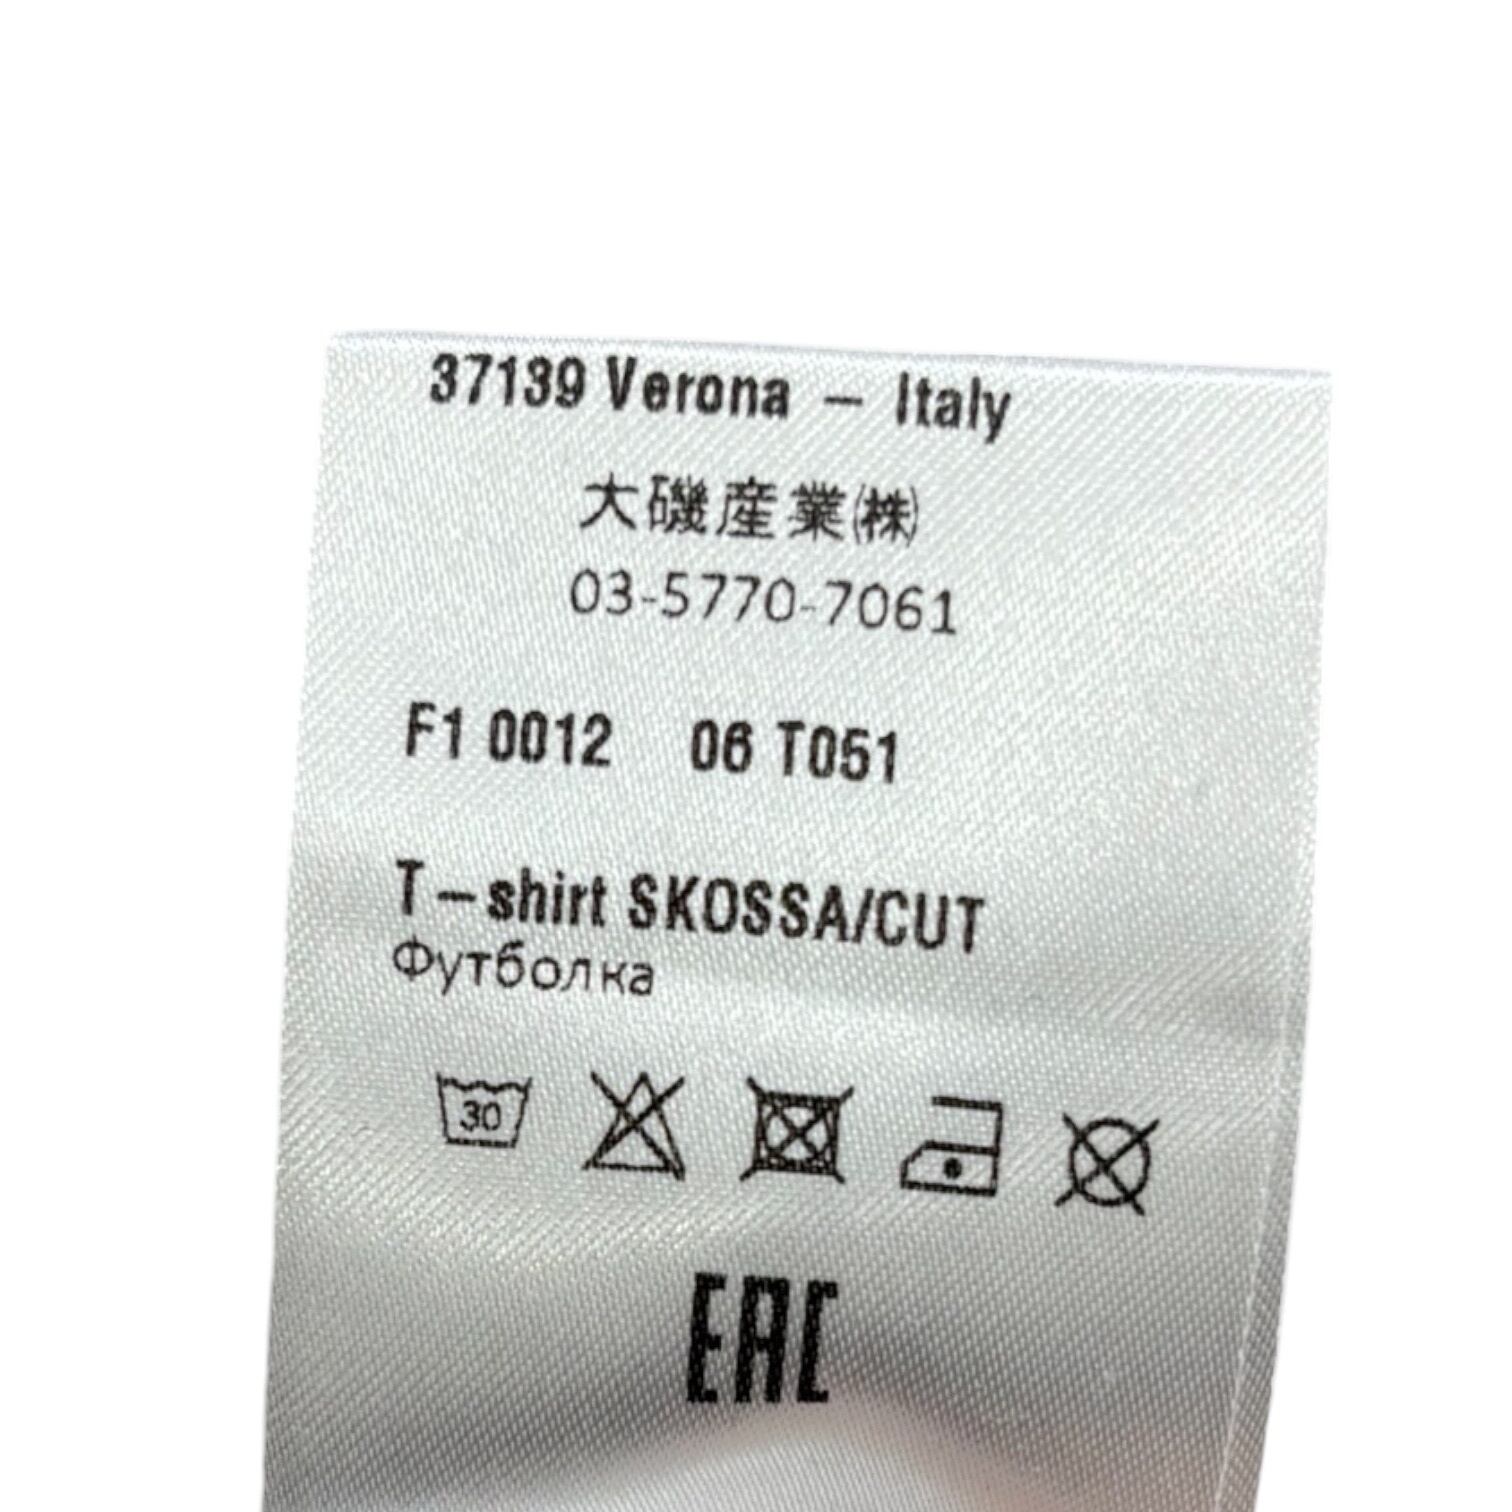 37139 Verona – Italy
大磯産業㈱
03-5770-7061
F1 0012 06 T051
T–shirt SKOSSA/CUT
Футболка
30
EAC